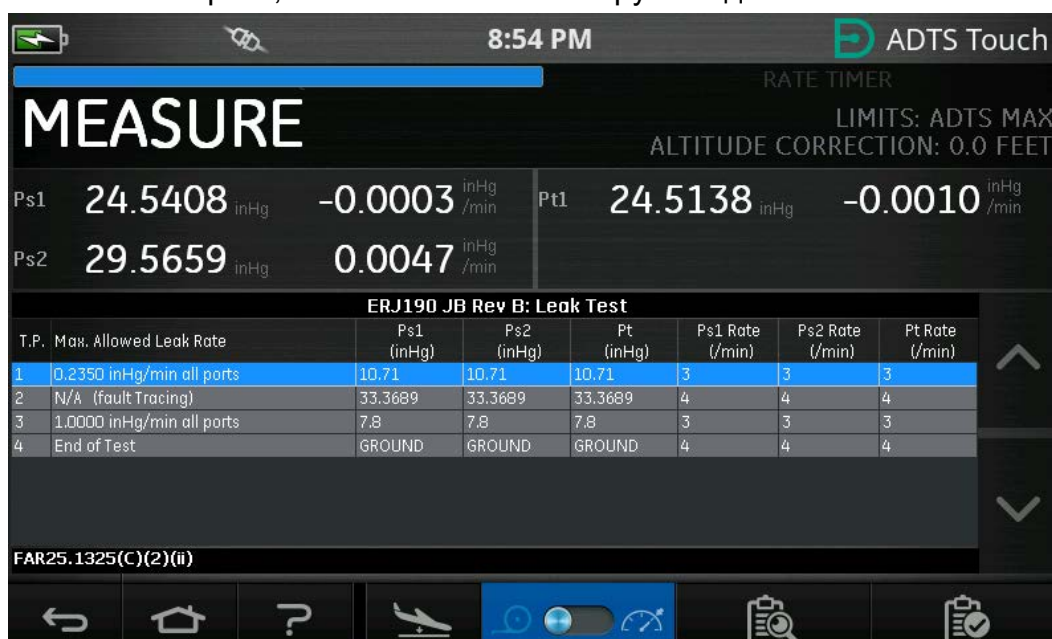 8:54 PM
ADTS Touch
RATE TIMER
MEASURE
LIMITS: ADTS MAX
ALTITUDE CORRECTION: 0.0 FEET
Ps1 24.5408 inHg -0.0003 inHg/min Pt1 24.5138 inHg -0.0010 inHg/min
Ps2 29.5659 inHg 0.0047 inHg/min
ERJ190 JB Rev B: Leak Test
T.P. Max. Allowed Leak Rate Ps1 (inHg) Ps2 (inHg) Pt (inHg) Ps1 Rate (/min) Ps2 Rate (/min) Pt Rate (/min)
1 0.2350 inHg/min all ports 10.71 10.71 10.71 3 3 3
2 N/A (fault Tracing) 33.3689 33.3689 33.3689 4 4 4
3 1.0000 inHg/min all ports 7.8 7.8 7.8 3 3 3
4 End of Test GROUND GROUND GROUND 4 4 4
FAR25.1325(C)(2)(ii)
?